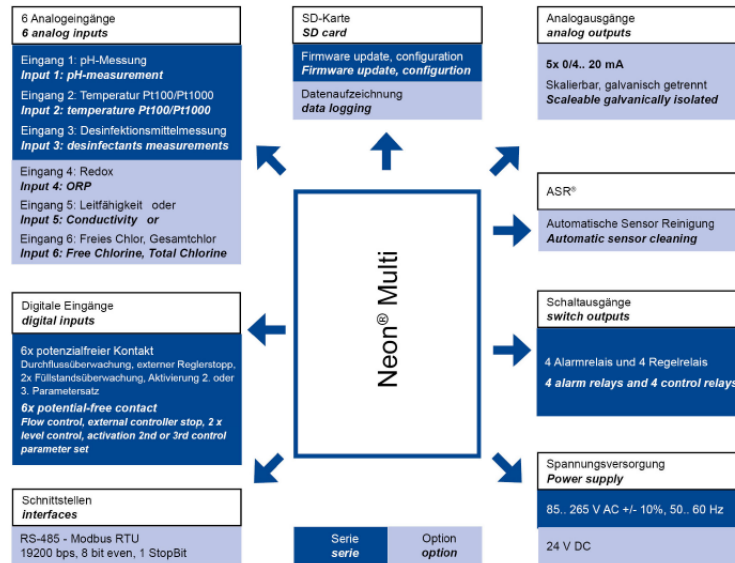 6 Analogeingänge
6 analog inputs
Eingang 1: pH-Messung
Input 1: pH-measurement
Eingang 2: Temperatur Pt100/Pt1000
Input 2: temperature Pt100/Pt1000
Eingang 3: Desinfektionsmittelmessung
Input 3: desinfectants measurements
Eingang 4: Redox
Input 4: ORP
Eingang 5: Leitfähigkeit oder
Input 5: Conductivity or
Eingang 6: Freies Chlor, Gesamtchlor
Input 6: Free Chlorine, Total Chlorine
SD-Karte
SD card
Firmware update, configuration
Firmware update, configurtion
Datenaufzeichnung
data logging
Analogausgänge
analog outputs
5x 0/4.. 20 mA
Skalierbar, galvanisch getrennt
Scaleable galvanically isolated
ASR®
Automatische Sensor Reinigung
Automatic sensor cleaning
Neon® Multi
Digitale Eingänge
digital inputs
6x potenzialfreier Kontakt
Durchflussüberwachung, externer Reglerstopp,
2x Füllstandsüberwachung, Aktivierung 2. oder
3. Parametersatz
6x potential-free contact
Flow control, external controller stop, 2 x
level control, activation 2nd or 3rd control
parameter set
Schaltausgänge
switch outputs
4 Alarmrelais und 4 Regelrelais
4 alarm relays and 4 control relays
Schnittstellen
interfaces
RS-485 - Modbus RTU
19200 bps, 8 bit even, 1 StopBit
Serie
serie
Option
option
Spannungsversorgung
Power supply
85.. 265 V AC +/- 10%, 50.. 60 Hz
24 V DC